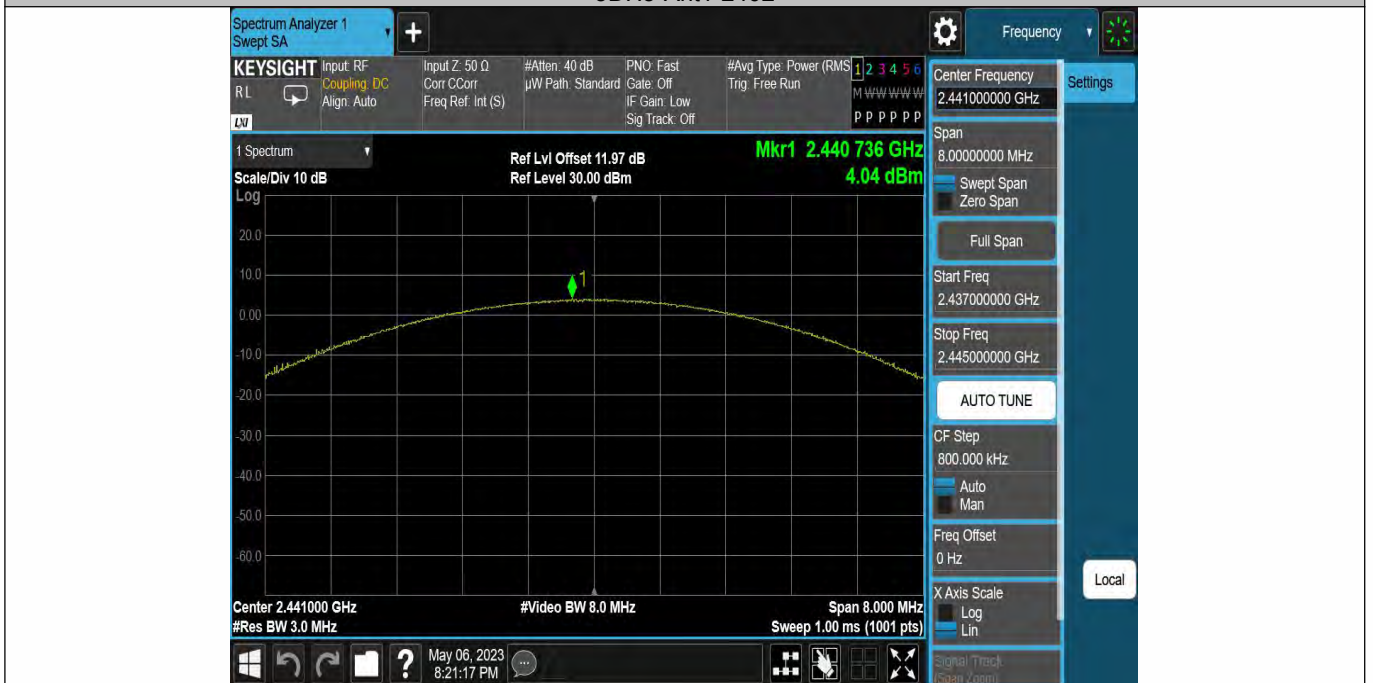 Spectrum Analyzer 1
Swept SA
Frequency
KEYSIGHT
RL
LXI
Input: RF
Coupling: DC
Align: Auto
Input Z: 50 Ω
Corr CCorr
Freq Ref: Int (S)
#Atten: 40 dB
µW Path: Standard
PNO: Fast
Gate: Off
IF Gain: Low
Sig Track: Off
#Avg Type: Power (RMS
Trig: Free Run
1 2 3 4 5 6
M W W W W W
P P P P P P
1 Spectrum
Scale/Div 10 dB
Log
Ref Lvl Offset 11.97 dB
Ref Level 30.00 dBm
Mkr1 2.440 736 GHz
4.04 dBm
1
20.0
10.0
0.00
-10.0
-20.0
-30.0
-40.0
-50.0
-60.0
Center 2.441000 GHz
#Res BW 3.0 MHz
#Video BW 8.0 MHz
Span 8.000 MHz
Sweep 1.00 ms (1001 pts)
May 06, 2023
8:21:17 PM
Center Frequency
2.441000000 GHz
Settings
Span
8.00000000 MHz
Swept Span
Zero Span
Full Span
Start Freq
2.437000000 GHz
Stop Freq
2.445000000 GHz
AUTO TUNE
CF Step
800.000 kHz
Auto
Man
Freq Offset
0 Hz
X Axis Scale
Log
Lin
Local
Signal Track
(Span Zoom)